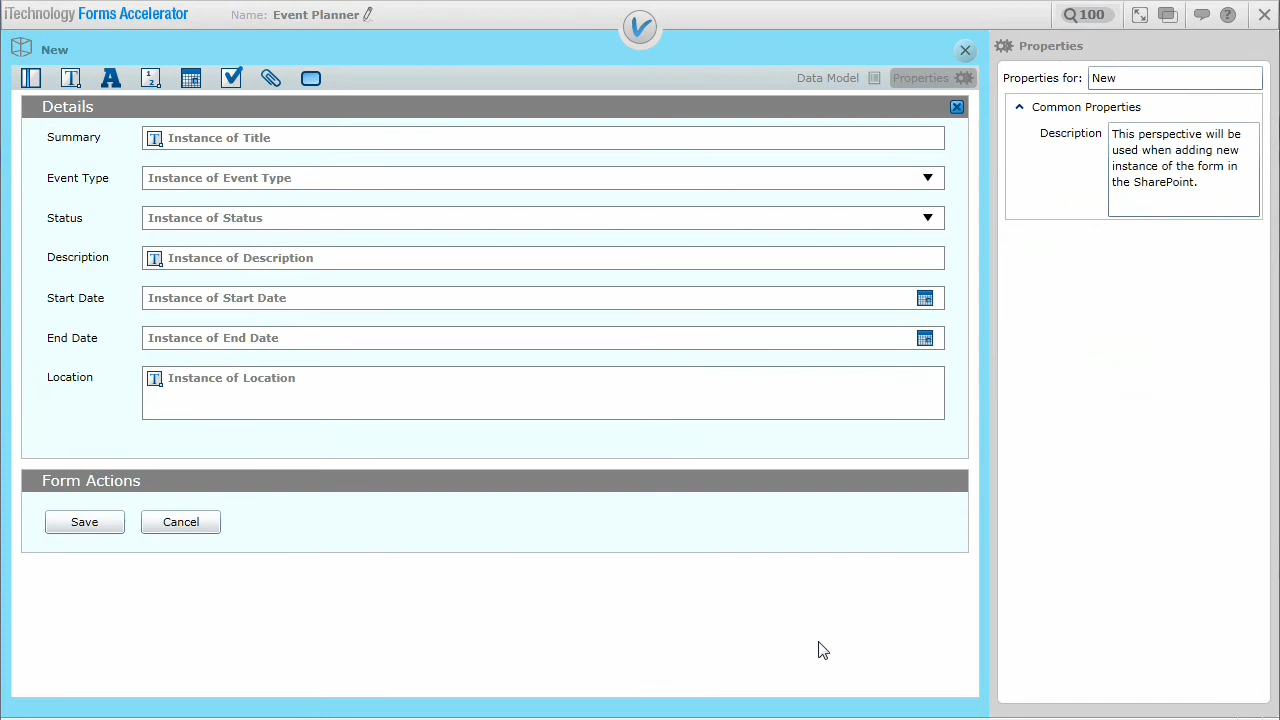 iTechnology Forms Accelerator
Name: Event Planner
100
New
Data Model
Properties
Details
Summary
Instance of Title
Event Type
Instance of Event Type
Status
Instance of Status
Description
Instance of Description
Start Date
Instance of Start Date
End Date
Instance of End Date
Location
Instance of Location
Form Actions
Save
Cancel
Properties
Properties for: New
Common Properties
Description
This perspective will be
used when adding new
instance of the form in
the SharePoint.